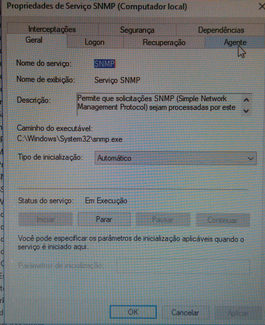 Propriedades de Serviço SNMP (Computador local)
Interceptações Segurança Dependências
Geral Logon Recuperação Agente
Nome do serviço: SNMP
Nome de exibição: Serviço SNMP
Descrição: Permite que solicitações SNMP (Simple Network
Management Protocol) sejam processadas por este
Caminho do executável:
C:\Windows\System32\snmp.exe
Tipo de inicialização: Automático
Status do serviço: Em Execução
Iniciar Parar Pausar Continuar
Você pode especificar os parâmetros de inicialização aplicáveis quando o
serviço é iniciado aqui.
Parâmetros de inicialização:
OK Cancelar Aplicar